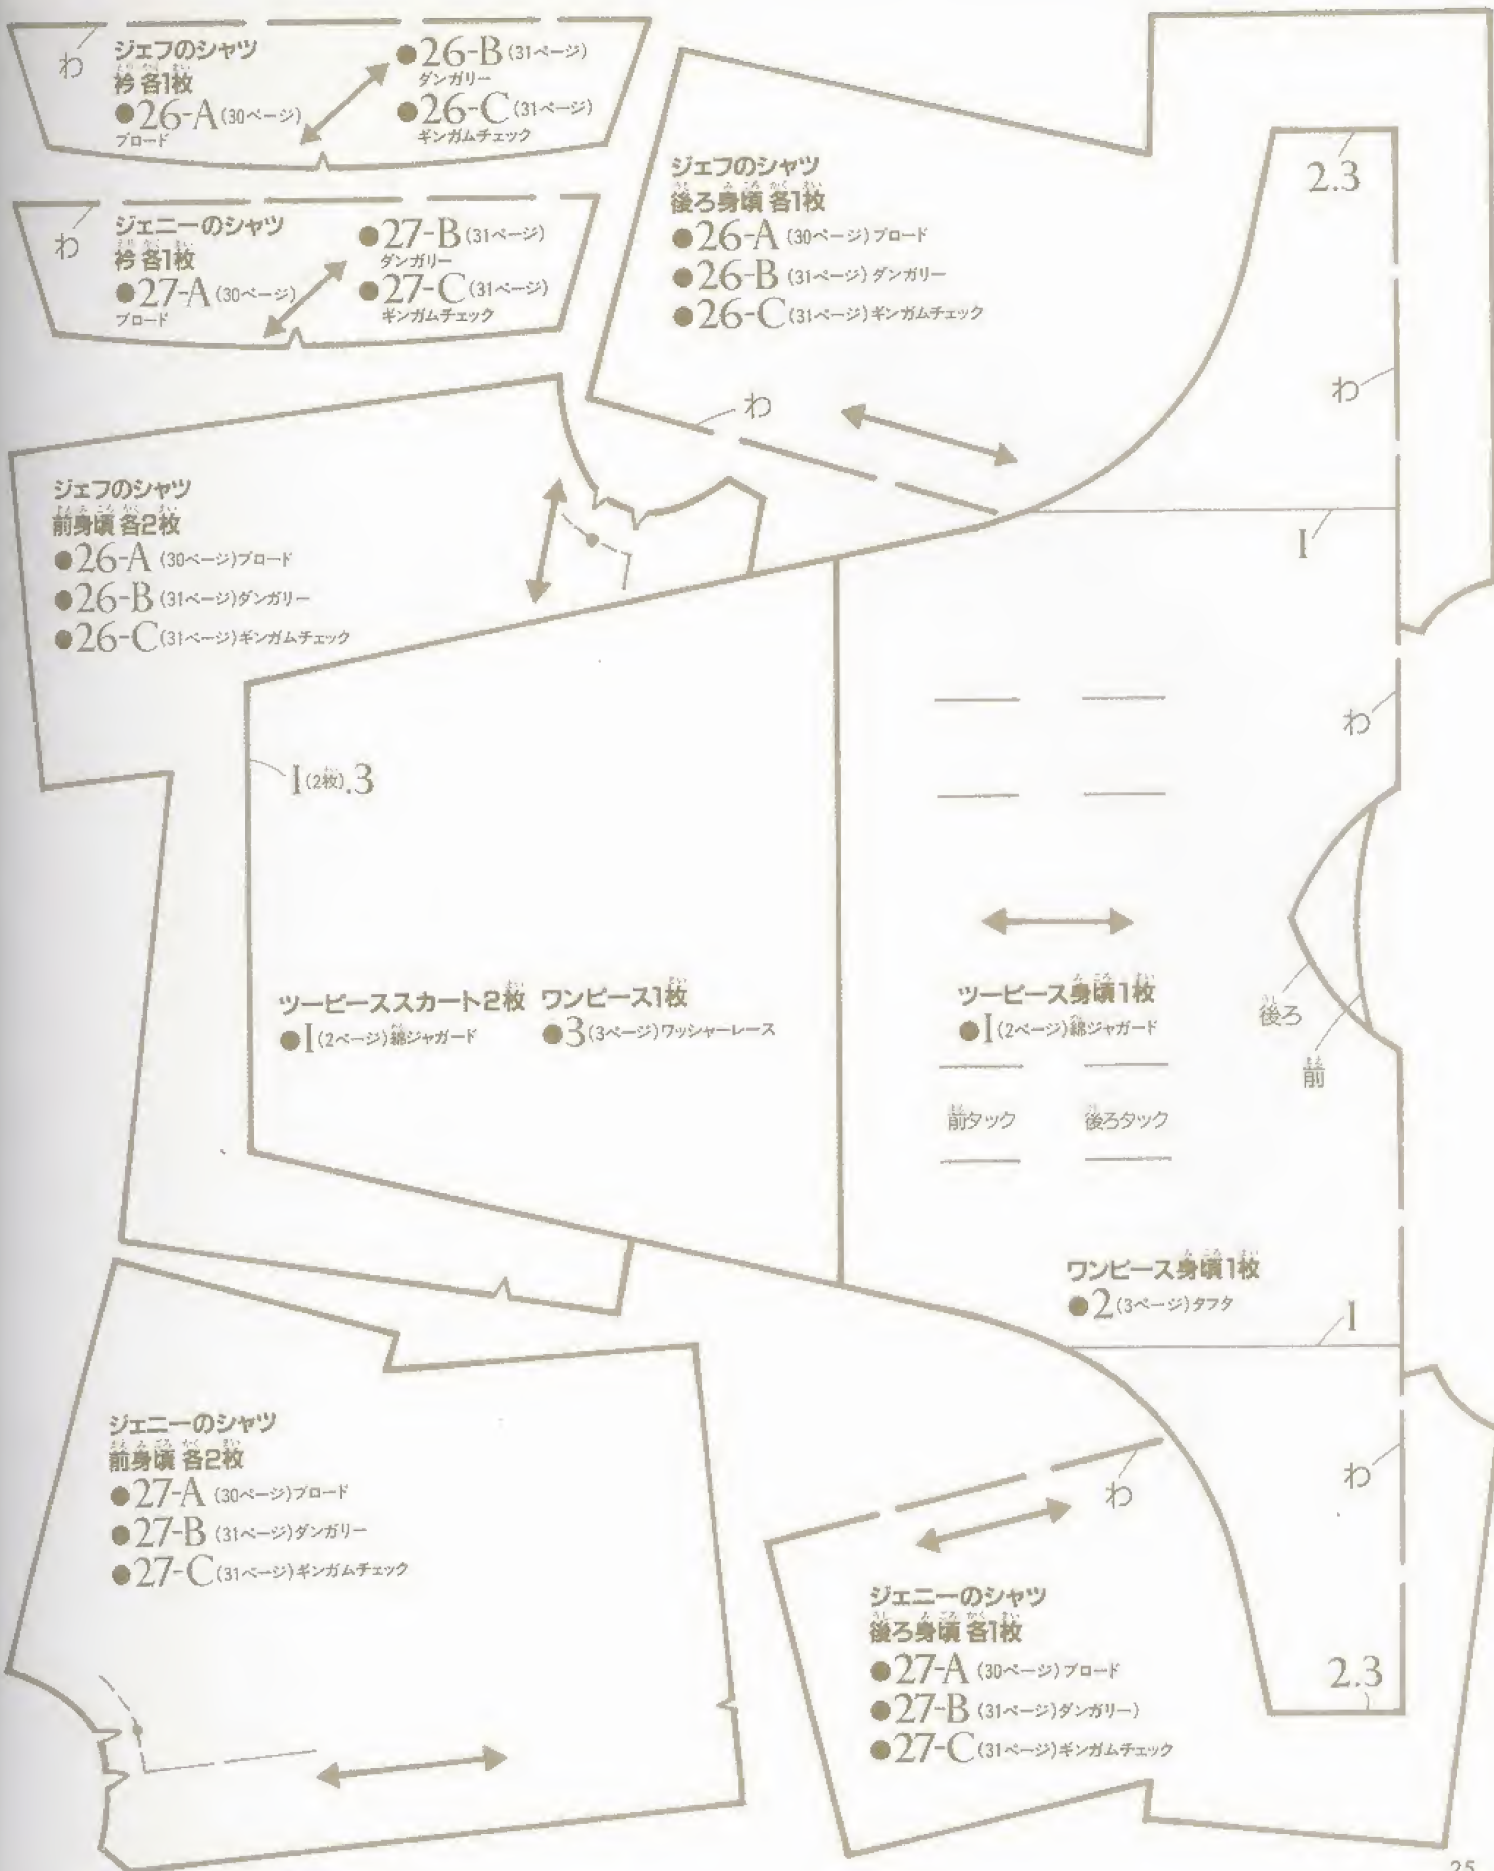 わ
ジェフのシャツ
衿 各1枚
●26-A(30ページ)
ブロード
●26-B(31ページ)
ダンガリー
●26-C(31ページ)
ギンガムチェック
わ
ジェニーのシャツ
衿 各1枚
●27-A(30ページ)
ブロード
●27-B(31ページ)
ダンガリー
●27-C(31ページ)
ギンガムチェック
ジェフのシャツ
後ろ身頃 各1枚
●26-A(30ページ)ブロード
●26-B(31ページ)ダンガリー
●26-C(31ページ)ギンガムチェック
わ
2.3
わ
1
わ
ジェフのシャツ
前身頃 各2枚
●26-A(30ページ)ブロード
●26-B(31ページ)ダンガリー
●26-C(31ページ)ギンガムチェック
1(2枚).3
ツーピーススカート2枚 ワンピース1枚
●1(2ページ)綿ジャガード ●3(3ページ)ワッシャーレース
ツーピース身頃1枚
●1(2ページ)綿ジャガード
後ろ
前
前タック 後ろタック
ワンピース身頃1枚
●2(3ページ)タフタ
1
わ
2.3
ジェニーのシャツ
前身頃 各2枚
●27-A(30ページ)ブロード
●27-B(31ページ)ダンガリー
●27-C(31ページ)ギンガムチェック
わ
ジェニーのシャツ
後ろ身頃 各1枚
●27-A(30ページ)ブロード
●27-B(31ページ)ダンガリー)
●27-C(31ページ)ギンガムチェック
25